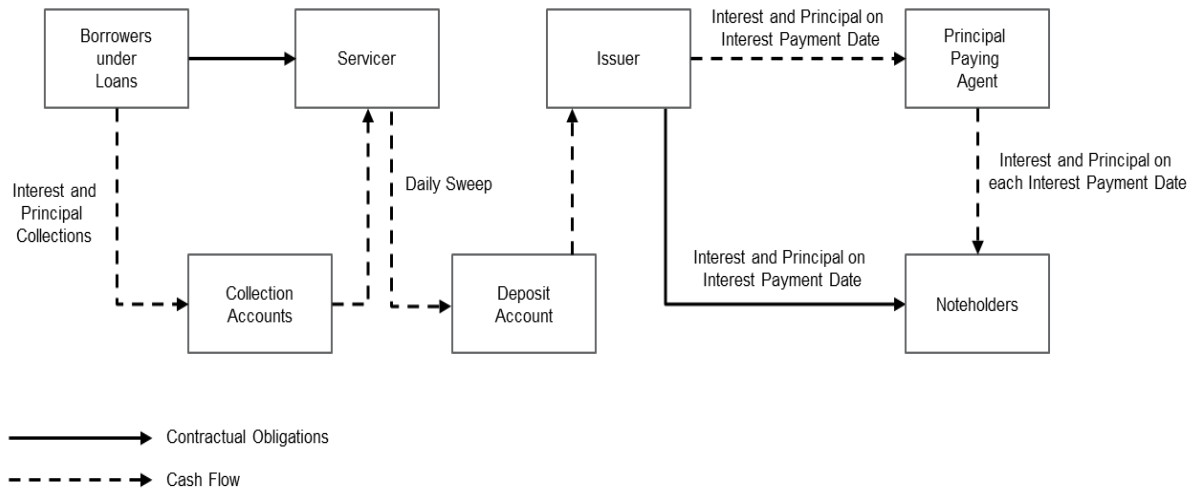 Borrowers
under
Loans
Servicer
Issuer
Interest and Principal on
Interest Payment Date
Principal
Paying
Agent
Interest and
Principal
Collections
Daily Sweep
Interest and Principal on
each Interest Payment Date
Collection
Accounts
Deposit
Account
Interest and Principal on
Interest Payment Date
Noteholders
Contractual Obligations
Cash Flow